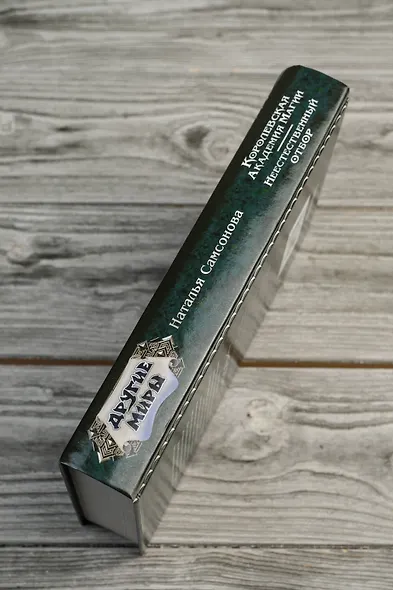 Королевская
Академия Магии
Неестественный
отбор
Наталья Самсонова
ДРУГИЕ
МИРЫ